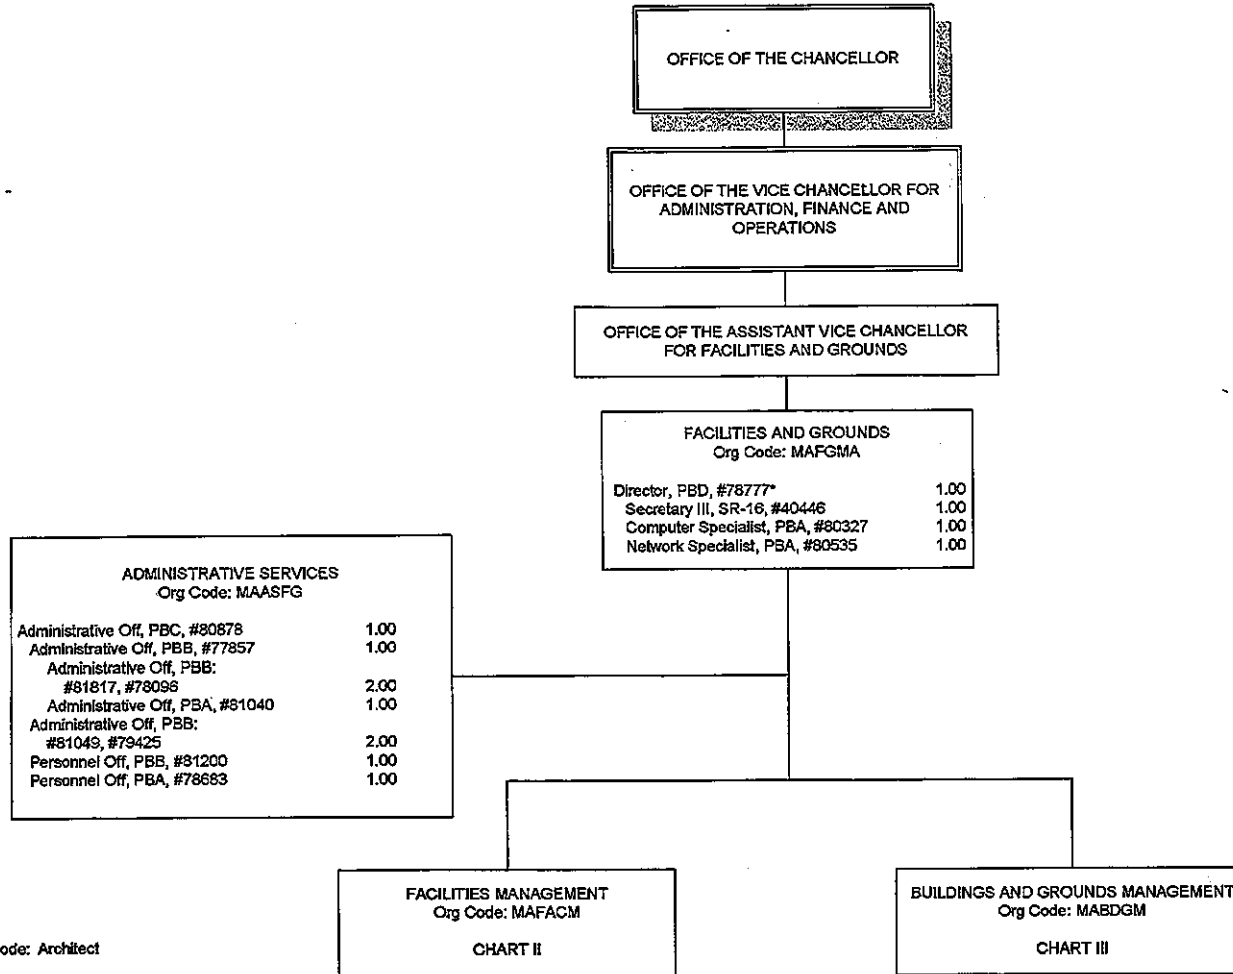 OFFICE OF THE CHANCELLOR
OFFICE OF THE VICE CHANCELLOR FOR
ADMINISTRATION, FINANCE AND
OPERATIONS
OFFICE OF THE ASSISTANT VICE CHANCELLOR
FOR FACILITIES AND GROUNDS
FACILITIES AND GROUNDS
Org Code: MAFGMA
Director, PBD, #78777* 1.00
Secretary III, SR-16, #40446 1.00
Computer Specialist, PBA, #80327 1.00
Network Specialist, PBA, #80535 1.00
ADMINISTRATIVE SERVICES
Org Code: MAASFG
Administrative Off, PBC, #80878 1.00
Administrative Off, PBB, #77857 1.00
Administrative Off, PBB:
#81817, #78096 2.00
Administrative Off, PBA, #81040 1.00
Administrative Off, PBB:
#81049, #79425 2.00
Personnel Off, PBB, #81200 1.00
Personnel Off, PBA, #78683 1.00
FACILITIES MANAGEMENT
Org Code: MAFACM
CHART II
BUILDINGS AND GROUNDS MANAGEMENT
Org Code: MABDGM
CHART III
ode: Architect